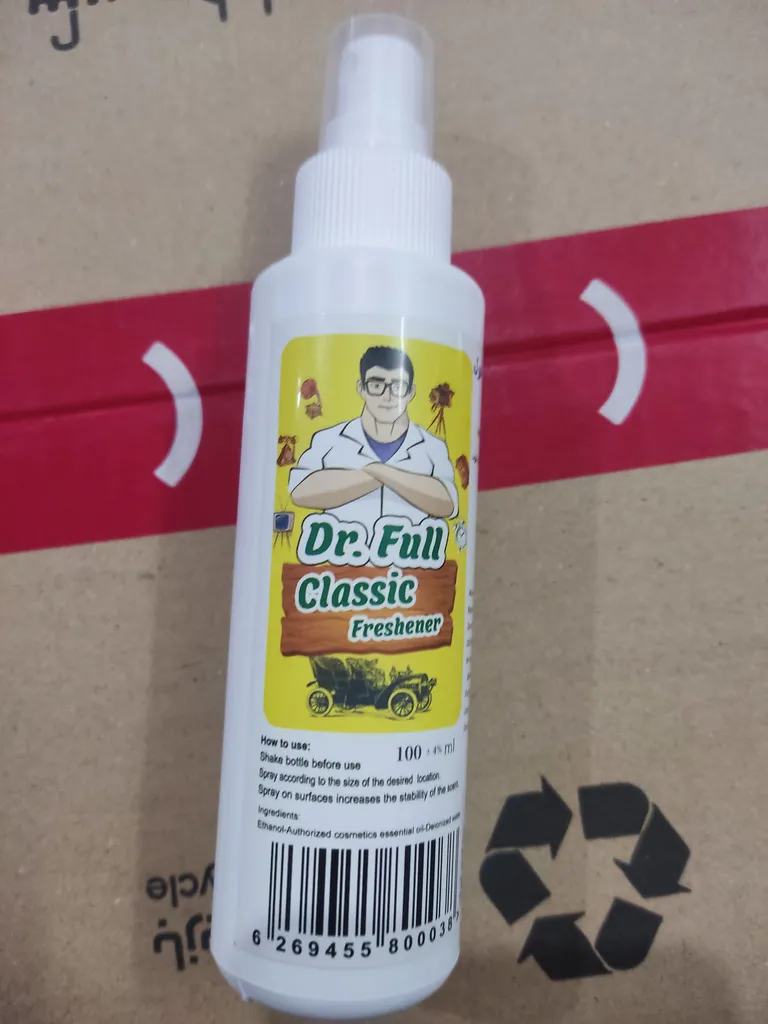 Dr. Full
Classic
Freshener
How to use:
100 ± 4% ml
Shake bottle before use
Spray according to the size of the desired location.
Spray on surfaces increases the stability of the scent.
Ingredients:
Ethanol-Authorized cosmetics essential oil-Deionized water
6 269455 800038